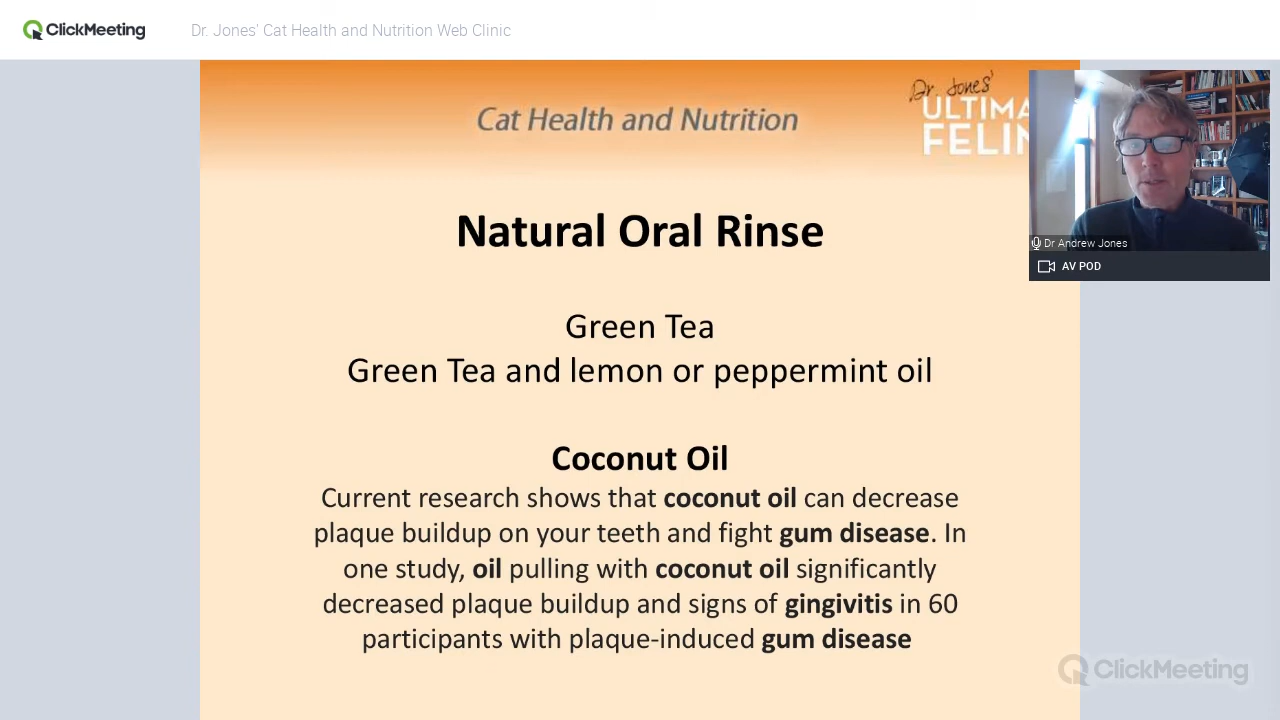 ClickMeeting
Dr. Jones' Cat Health and Nutrition Web Clinic
Cat Health and Nutrition
Dr. Jones'
ULTIMA
FELIN
Dr Andrew Jones
AV POD
Natural Oral Rinse
Green Tea
Green Tea and lemon or peppermint oil
Coconut Oil
Current research shows that coconut oil can decrease
plaque buildup on your teeth and fight gum disease. In
one study, oil pulling with coconut oil significantly
decreased plaque buildup and signs of gingivitis in 60
participants with plaque-induced gum disease
ClickMeeting